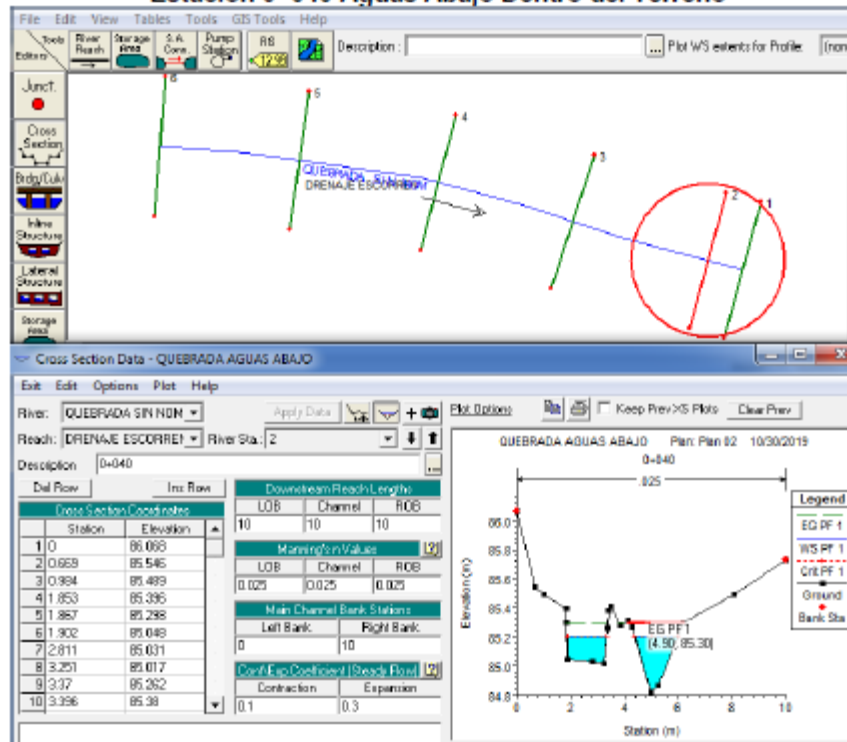 Estación 0+040 Aguas Abajo Dentro del Terreno
File Edit View Tables Tools GIS Tools Help
Tools
Editors
River Reach
Storage Area
S.A. Conn.
Pump Station
RS
Description :
...
Plot WS extents for Profile:
(non
Junct.
Cross Section
Brdg/Culv
Inline Structure
Lateral Structure
Storage Area
6
5
4
3
2
1
QUEBRADA SIN NOM
DRENAJE ESCORREN
Cross Section Data - QUEBRADA AGUAS ABAJO
Exit Edit Options Plot Help
River: QUEBRADA SIN NOM
Apply Data
Reach: DRENAJE ESCORREN River Sta.: 2
Description 0+040
...
Del Row Ins Row
Cross Section Coordinates
Station Elevation
1 0 86.068
2 0.669 85.546
3 0.984 85.489
4 1.853 85.396
5 1.867 85.298
6 1.902 85.048
7 2.811 85.031
8 3.251 85.017
9 3.37 85.262
10 3.396 85.38
Downstream Reach Lengths
LOB Channel ROB
10 10 10
Manning's n Values
LOB Channel ROB
0.025 0.025 0.025
Main Channel Bank Stations
Left Bank Right Bank
0 10
Cont\Exp Coefficient (Steady Flow)
Contraction Expansion
0.1 0.3
Plot Options
Keep Prev XS Plots
Clear Prev
QUEBRADA AGUAS ABAJO Plan: Plan 02 10/30/2019
0+040
.025
Elevation (m)
86.0
85.8
85.6
85.4
85.2
85.0
84.8
0 2 4 6 8 10
Station (m)
EG PF 1
(4.90, 85.30)
Legend
EG PF 1
WS PF 1
Crit PF 1
Ground
Bank Sta